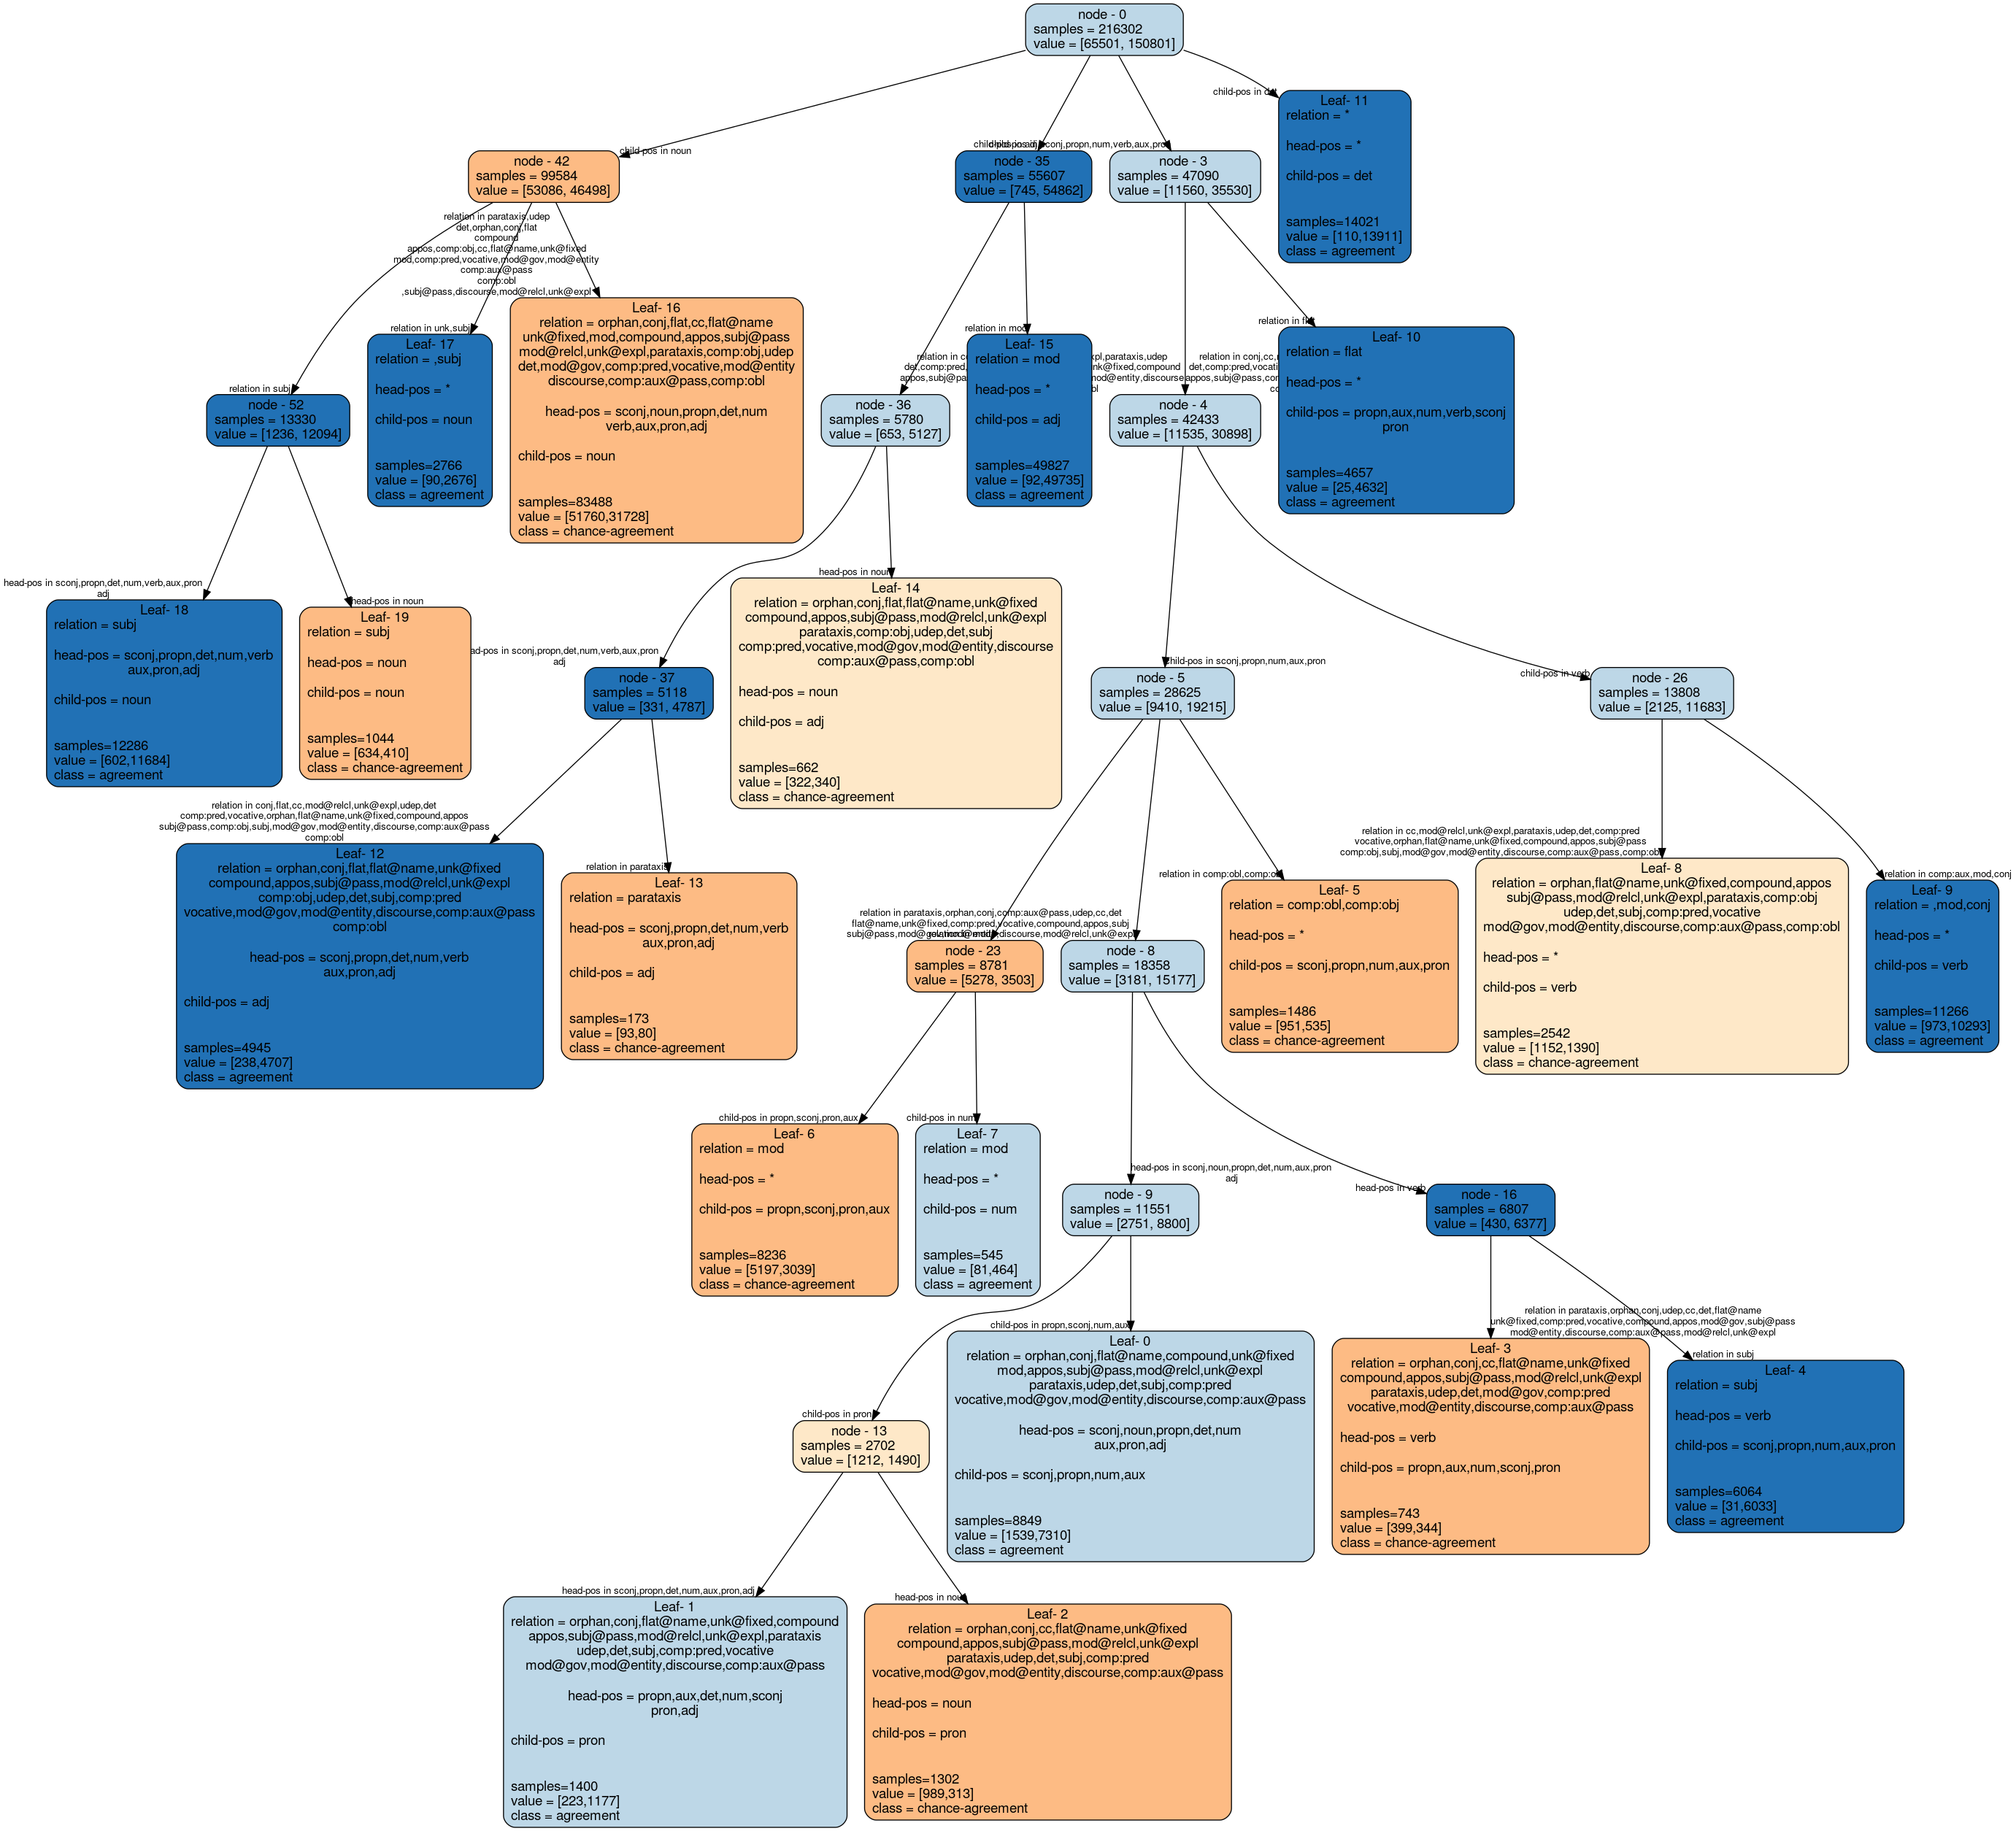 node - 0
samples = 216302
value = [65501, 150801]
child-pos in det
Leaf- 11
relation = *
head-pos = *
child-pos = det
samples=14021
value = [110,13911]
class = agreement
child-pos in noun
node - 42
samples = 99584
value = [53086, 46498]
child-pos in adj
sconj,propn,num,verb,aux,pron
node - 35
samples = 55607
value = [745, 54862]
node - 3
samples = 47090
value = [11560, 35530]
relation in parataxis,udep
det,orphan,conj,flat
compound
appos,comp:obj,cc,flat@name,unk@fixed
mod,comp:pred,vocative,mod@gov,mod@entity
comp:aux@pass
comp:obl
,subj@pass,discourse,mod@relcl,unk@expl
Leaf- 16
relation = orphan,conj,flat,cc,flat@name
unk@fixed,mod,compound,appos,subj@pass
mod@relcl,unk@expl,parataxis,comp:obj,udep
det,mod@gov,comp:pred,vocative,mod@entity
discourse,comp:aux@pass,comp:obl
head-pos = sconj,noun,propn,det,num
verb,aux,pron,adj
child-pos = noun
samples=83488
value = [51760,31728]
class = chance-agreement
relation in unk,subj
Leaf- 17
relation = ,subj
head-pos = *
child-pos = noun
samples=2766
value = [90,2676]
class = agreement
relation in mod
Leaf- 15
relation = mod
head-pos = *
child-pos = adj
samples=49827
value = [92,49735]
class = agreement
relation in flat
Leaf- 10
relation = flat
head-pos = *
child-pos = propn,aux,num,verb,sconj
pron
samples=4657
value = [25,4632]
class = agreement
relation in subj
node - 52
samples = 13330
value = [1236, 12094]
node - 36
samples = 5780
value = [653, 5127]
node - 4
samples = 42433
value = [11535, 30898]
head-pos in sconj,propn,det,num,verb,aux,pron
adj
Leaf- 18
relation = subj
head-pos = sconj,propn,det,num,verb
aux,pron,adj
child-pos = noun
samples=12286
value = [602,11684]
class = agreement
head-pos in noun
Leaf- 19
relation = subj
head-pos = noun
child-pos = noun
samples=1044
value = [634,410]
class = chance-agreement
head-pos in noun
Leaf- 14
relation = orphan,conj,flat,flat@name,unk@fixed
compound,appos,subj@pass,mod@relcl,unk@expl
parataxis,comp:obj,udep,det,subj
comp:pred,vocative,mod@gov,mod@entity,discourse
comp:aux@pass,comp:obl
head-pos = noun
child-pos = adj
samples=662
value = [322,340]
class = chance-agreement
ad-pos in sconj,propn,det,num,verb,aux,pron
adj
node - 37
samples = 5118
value = [331, 4787]
child-pos in sconj,propn,num,aux,pron
node - 5
samples = 28625
value = [9410, 19215]
child-pos in verb
node - 26
samples = 13808
value = [2125, 11683]
relation in conj,flat,cc,mod@relcl,unk@expl,udep,det
comp:pred,vocative,orphan,flat@name,unk@fixed,compound,appos
subj@pass,comp:obj,subj,mod@gov,mod@entity,discourse,comp:aux@pass
comp:obl
Leaf- 12
relation = orphan,conj,flat,flat@name,unk@fixed
compound,appos,subj@pass,mod@relcl,unk@expl
comp:obj,udep,det,subj,comp:pred
vocative,mod@gov,mod@entity,discourse,comp:aux@pass
comp:obl
head-pos = sconj,propn,det,num,verb
aux,pron,adj
child-pos = adj
samples=4945
value = [238,4707]
class = agreement
relation in parataxis
Leaf- 13
relation = parataxis
head-pos = sconj,propn,det,num,verb
aux,pron,adj
child-pos = adj
samples=173
value = [93,80]
class = chance-agreement
relation in comp:obl,comp:obj
Leaf- 5
relation = comp:obl,comp:obj
head-pos = *
child-pos = sconj,propn,num,aux,pron
samples=1486
value = [951,535]
class = chance-agreement
relation in cc,mod@relcl,unk@expl,parataxis,udep,det,comp:pred
vocative,orphan,flat@name,unk@fixed,compound,appos,subj@pass
comp:obj,subj,mod@gov,mod@entity,discourse,comp:aux@pass,comp:obl
Leaf- 8
relation = orphan,flat@name,unk@fixed,compound,appos
subj@pass,mod@relcl,unk@expl,parataxis,comp:obj
udep,det,subj,comp:pred,vocative
mod@gov,mod@entity,discourse,comp:aux@pass,comp:obl
head-pos = *
child-pos = verb
samples=2542
value = [1152,1390]
class = chance-agreement
relation in comp:aux,mod,conj
Leaf- 9
relation = ,mod,conj
head-pos = *
child-pos = verb
samples=11266
value = [973,10293]
class = agreement
relation in parataxis,orphan,conj,comp:aux@pass,udep,cc,det
flat@name,unk@fixed,comp:pred,vocative,compound,appos,subj
subj@pass,mod@gov,mod@entity,discourse,mod@relcl,unk@expl
node - 23
samples = 8781
value = [5278, 3503]
node - 8
samples = 18358
value = [3181, 15177]
child-pos in propn,sconj,pron,aux
Leaf- 6
relation = mod
head-pos = *
child-pos = propn,sconj,pron,aux
samples=8236
value = [5197,3039]
class = chance-agreement
child-pos in num
Leaf- 7
relation = mod
head-pos = *
child-pos = num
samples=545
value = [81,464]
class = agreement
head-pos in sconj,noun,propn,det,num,aux,pron
adj
node - 9
samples = 11551
value = [2751, 8800]
head-pos in verb
node - 16
samples = 6807
value = [430, 6377]
child-pos in propn,sconj,num,aux
Leaf- 0
relation = orphan,conj,flat@name,compound,unk@fixed
mod,appos,subj@pass,mod@relcl,unk@expl
parataxis,udep,det,subj,comp:pred
vocative,mod@gov,mod@entity,discourse,comp:aux@pass
head-pos = sconj,noun,propn,det,num
aux,pron,adj
child-pos = sconj,propn,num,aux
samples=8849
value = [1539,7310]
class = agreement
relation in parataxis,orphan,conj,udep,cc,det,flat@name
unk@fixed,comp:pred,vocative,compound,appos,mod@gov,subj@pass
mod@entity,discourse,comp:aux@pass,mod@relcl,unk@expl
Leaf- 3
relation = orphan,conj,cc,flat@name,unk@fixed
compound,appos,subj@pass,mod@relcl,unk@expl
parataxis,udep,det,mod@gov,comp:pred
vocative,mod@entity,discourse,comp:aux@pass
head-pos = verb
child-pos = propn,aux,num,sconj,pron
samples=743
value = [399,344]
class = chance-agreement
relation in subj
Leaf- 4
relation = subj
head-pos = verb
child-pos = sconj,propn,num,aux,pron
samples=6064
value = [31,6033]
class = agreement
child-pos in pron
node - 13
samples = 2702
value = [1212, 1490]
head-pos in sconj,propn,det,num,aux,pron,adj
Leaf- 1
relation = orphan,conj,flat@name,unk@fixed,compound
appos,subj@pass,mod@relcl,unk@expl,parataxis
udep,det,subj,comp:pred,vocative
mod@gov,mod@entity,discourse,comp:aux@pass
head-pos = propn,aux,det,num,sconj
pron,adj
child-pos = pron
samples=1400
value = [223,1177]
class = agreement
head-pos in noun
Leaf- 2
relation = orphan,conj,cc,flat@name,unk@fixed
compound,appos,subj@pass,mod@relcl,unk@expl
parataxis,udep,det,subj,comp:pred
vocative,mod@gov,mod@entity,discourse,comp:aux@pass
head-pos = noun
child-pos = pron
samples=1302
value = [989,313]
class = chance-agreement